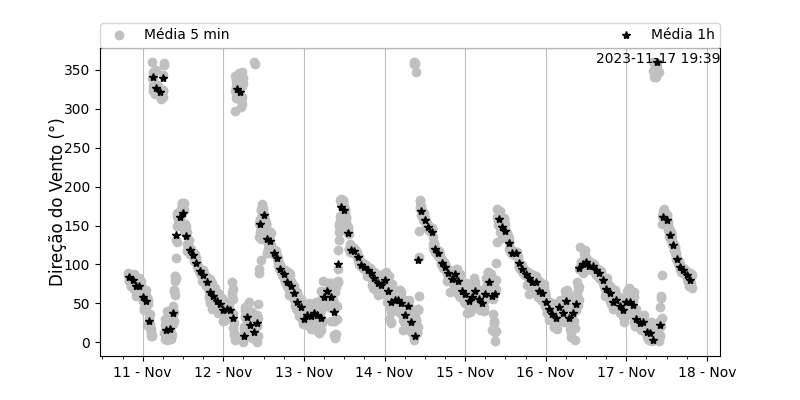 Média 5 min
Média 1h
2023-11-17 19:39
Direção do Vento (°)
350
300
250
200
150
100
50
0
11 - Nov
12 - Nov
13 - Nov
14 - Nov
15 - Nov
16 - Nov
17 - Nov
18 - Nov